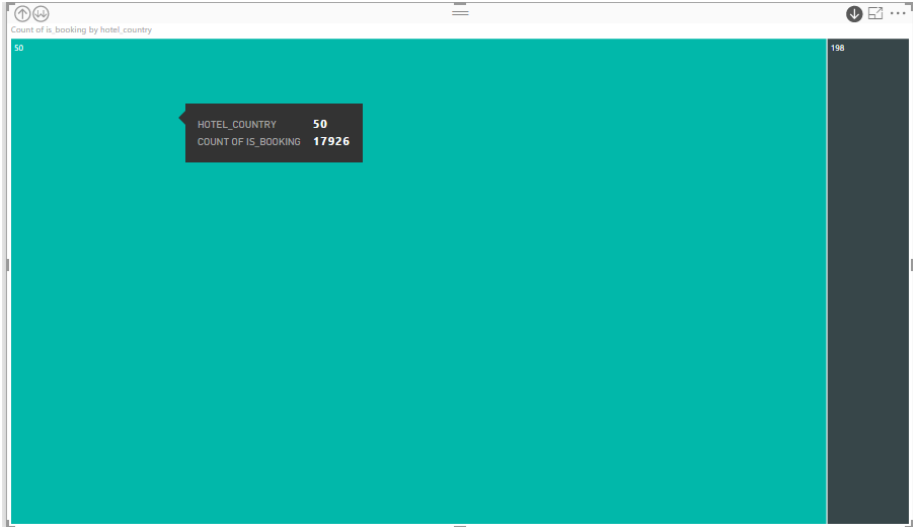 Count of is_booking by hotel_country
50
198
HOTEL_COUNTRY 50
COUNT OF IS_BOOKING 17926